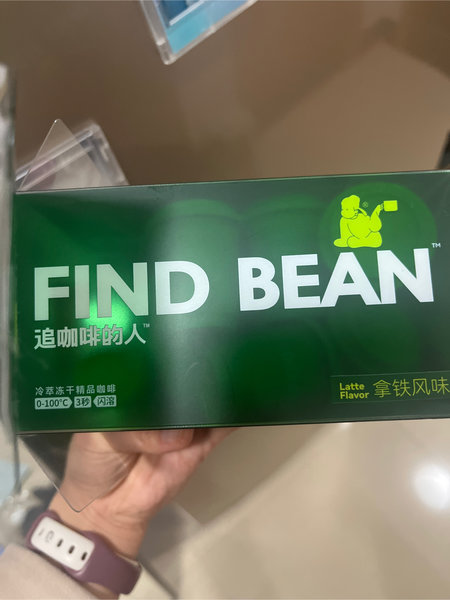 ®
FIND BEAN™
追咖啡的人™
冷萃冻干精品咖啡
0-100°C 3秒 闪溶
Latte
Flavor
拿铁风味